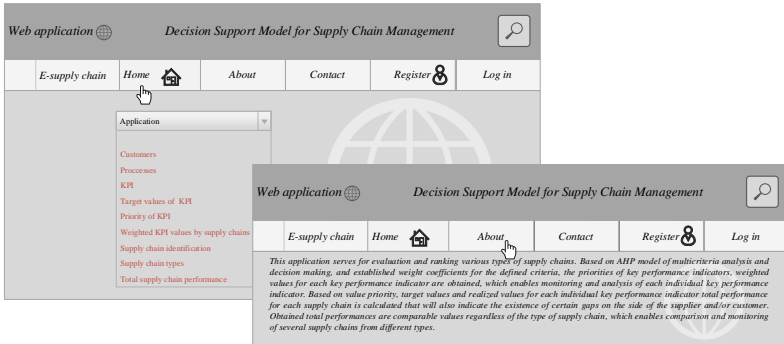 Web application Decision Support Model for Supply Chain Management
E-supply chain Home About Contact Register Log in
Application
Customers
Proccesses
KPI
Target values of KPI
Priority of KPI
Weighted KPI values by supply chains
Supply chain identification
Supply chain types
Total supply chain performance
Web application Decision Support Model for Supply Chain Management
E-supply chain Home About Contact Register Log in
This application serves for evaluation and ranking various types of supply chains. Based on AHP model of multicriteria analysis and
decision making, and established weight coefficients for the defined criteria, the priorities of key performance indicators, weighted
values for each key performance indicator are obtained, which enables monitoring and analysis of each individual key performance
indicator. Based on value priority, target values and realized values for each individual key performance indicator total performance
for each supply chain is calculated that will also indicate the existence of certain gaps on the side of the supplier and/or customer.
Obtained total performances are comparable values regardless of the type of supply chain, which enables comparison and monitoring
of several supply chains from different types.